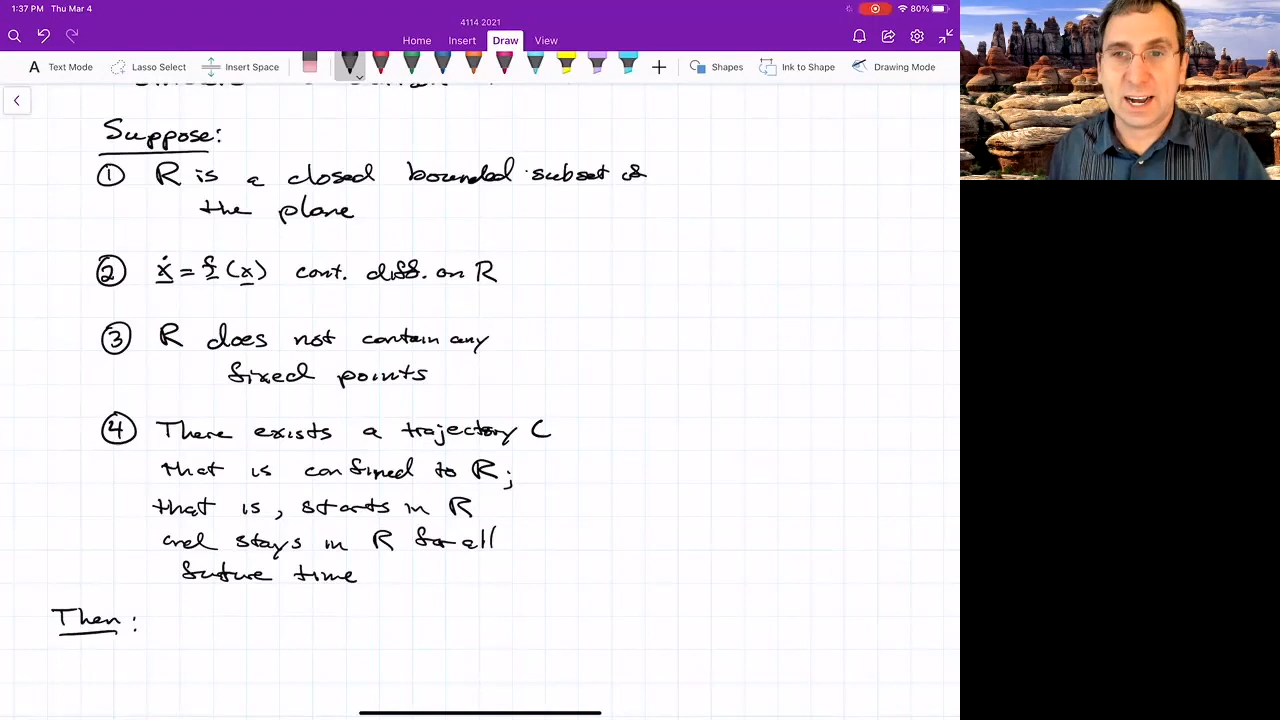 1:37 PM Thu Mar 4
80%
4114 2021
Home Insert Draw View
Text Mode Lasso Select Insert Space Shapes Ink to Shape Drawing Mode
Suppose:
① R is a closed bounded subset of
the plane
② ẋ = f(x) cont. diff. on R
③ R does not contain any
fixed points
④ There exists a trajectory C
that is confined to R;
that is, starts in R
and stays in R for all
future time
Then: